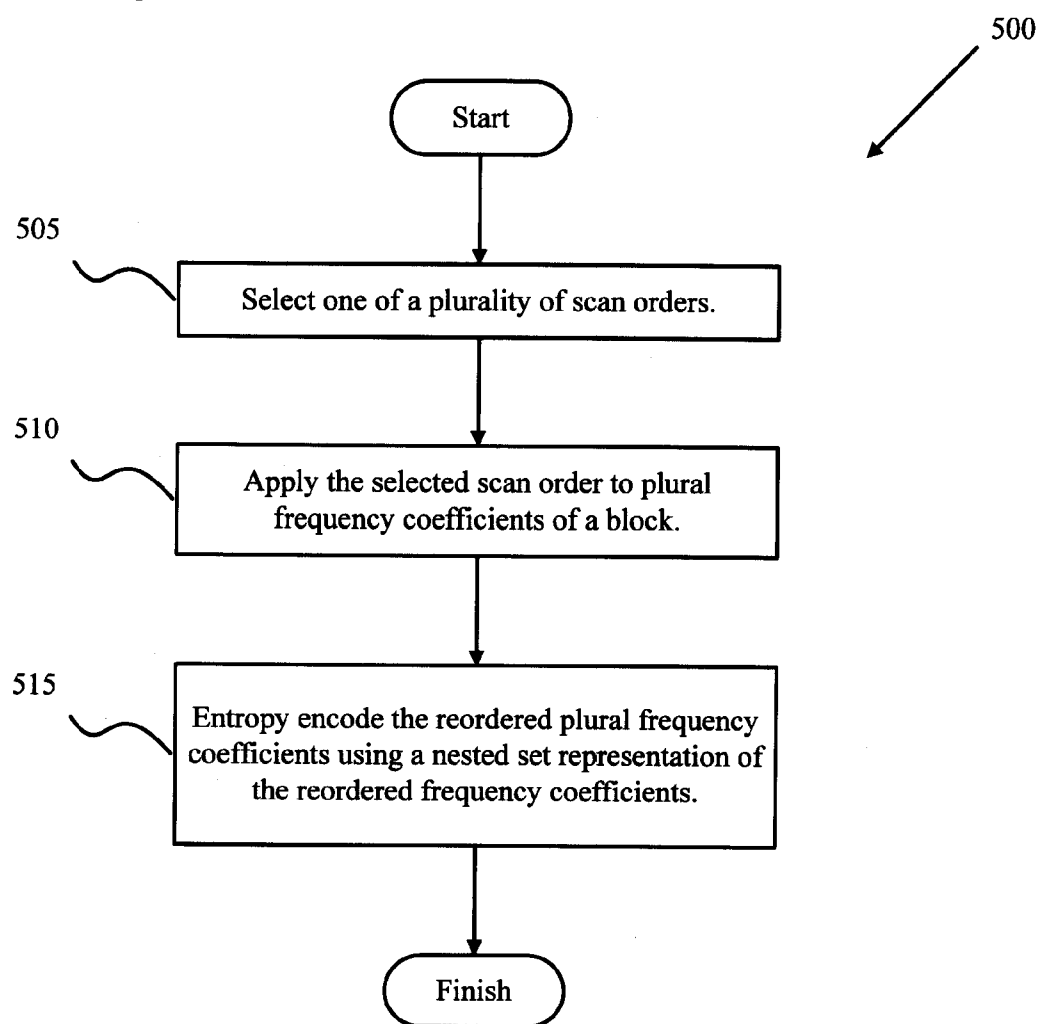 500
Start
505
Select one of a plurality of scan orders.
510
Apply the selected scan order to plural
frequency coefficients of a block.
515
Entropy encode the reordered plural frequency
coefficients using a nested set representation of
the reordered frequency coefficients.
Finish